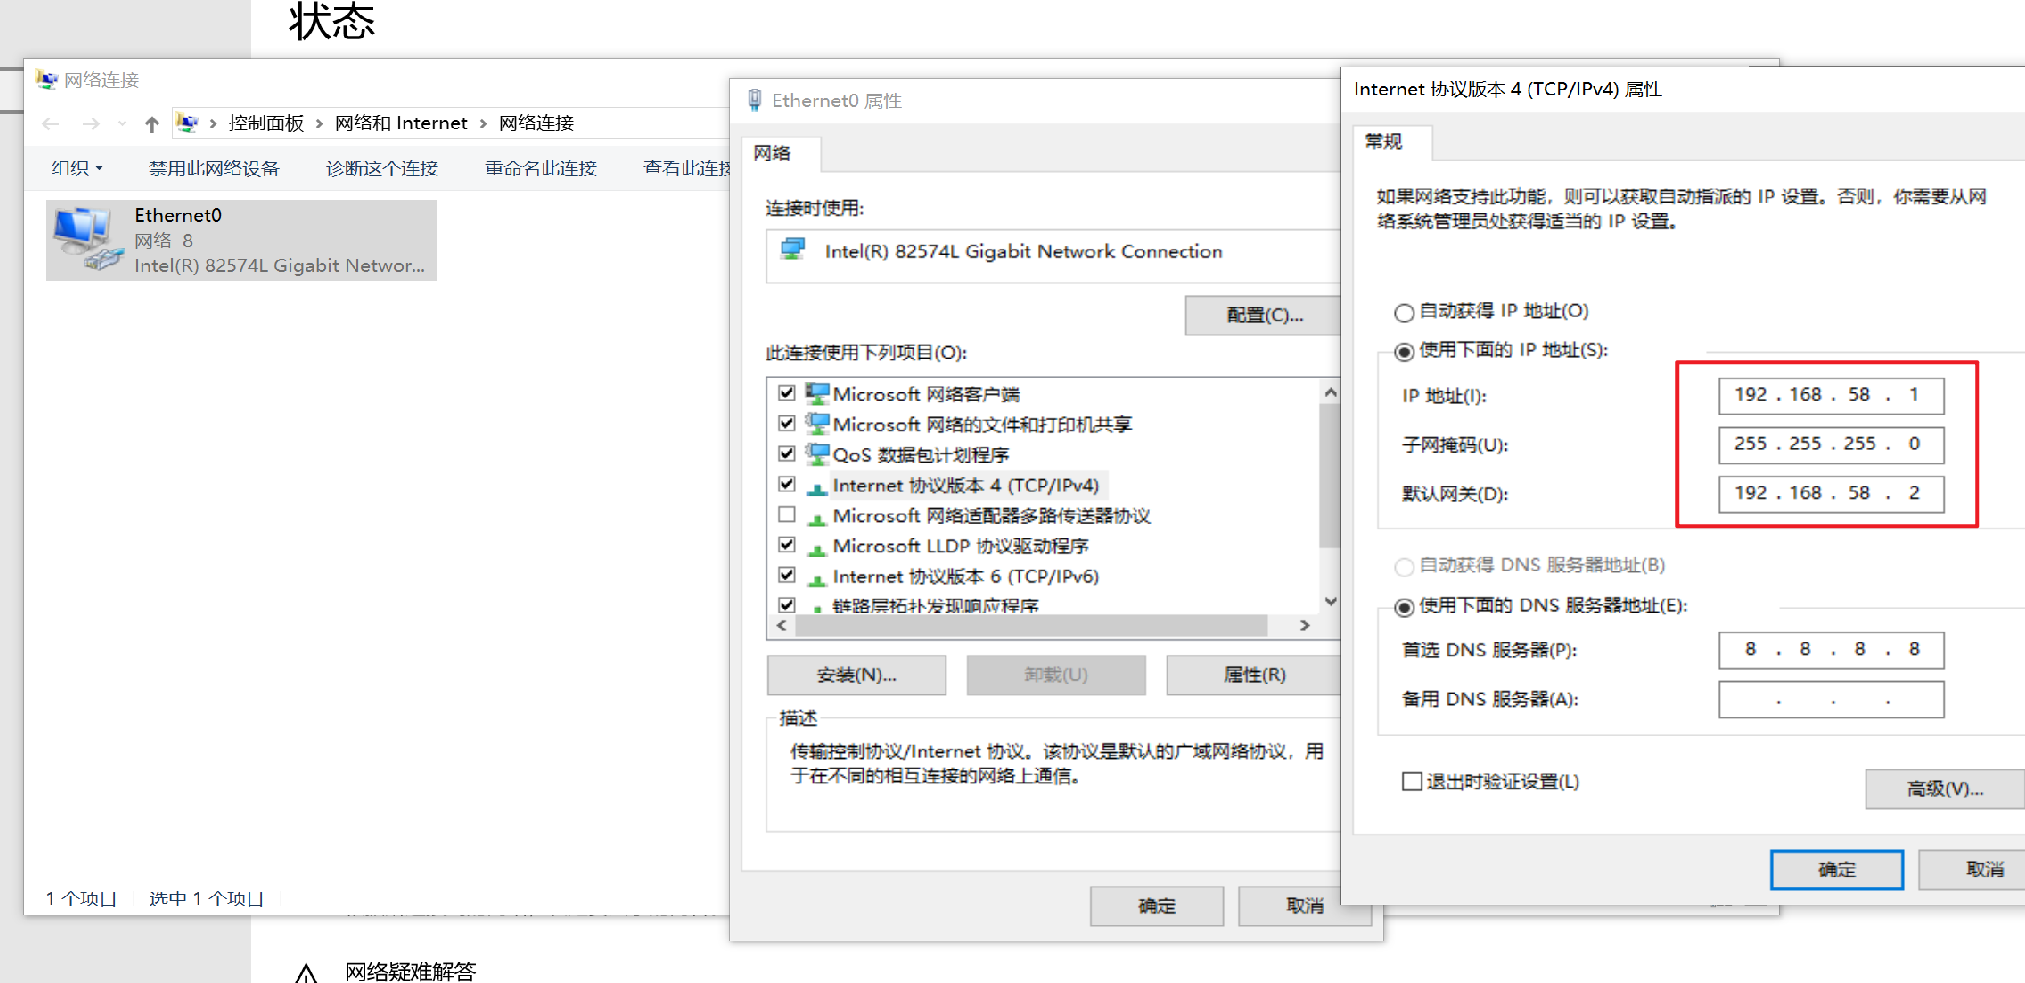 状态
网络连接
控制面板 > 网络和 Internet > 网络连接
组织
禁用此网络设备
诊断这个连接
重命名此连接
查看此连接
Ethernet0
网络 8
Intel(R) 82574L Gigabit Networ...
1 个项目
选中 1 个项目
网络疑难解答
Ethernet0 属性
网络
连接时使用:
Intel(R) 82574L Gigabit Network Connection
配置(C)...
此连接使用下列项目(O):
Microsoft 网络客户端
Microsoft 网络的文件和打印机共享
QoS 数据包计划程序
Internet 协议版本 4 (TCP/IPv4)
Microsoft 网络适配器多路传送器协议
Microsoft LLDP 协议驱动程序
Internet 协议版本 6 (TCP/IPv6)
链路层拓扑发现响应程序
安装(N)...
卸载(U)
属性(R)
描述
传输控制协议/Internet 协议。该协议是默认的广域网络协议，用
于在不同的相互连接的网络上通信。
确定
取消
Internet 协议版本 4 (TCP/IPv4) 属性
常规
如果网络支持此功能，则可以获取自动指派的 IP 设置。否则，你需要从网
络系统管理员处获得适当的 IP 设置。
自动获得 IP 地址(O)
使用下面的 IP 地址(S):
IP 地址(I):
192 . 168 . 58 . 1
子网掩码(U):
255 . 255 . 255 . 0
默认网关(D):
192 . 168 . 58 . 2
自动获得 DNS 服务器地址(B)
使用下面的 DNS 服务器地址(E):
首选 DNS 服务器(P):
8 . 8 . 8 . 8
备用 DNS 服务器(A):
. . .
退出时验证设置(L)
高级(V)...
确定
取消